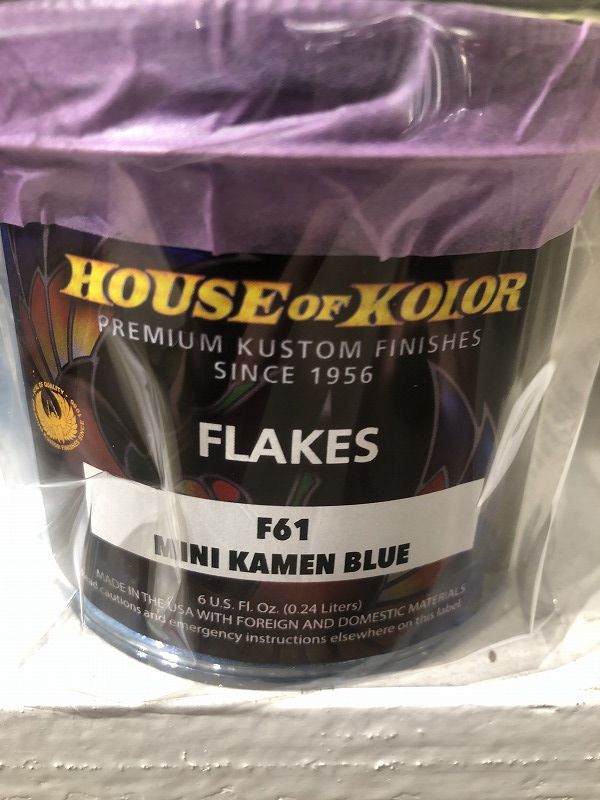 HOUSE OF KOLOR
PREMIUM KUSTOM FINISHES
SINCE 1956
FLAKES
F61
MINI KAMEN BLUE
6 U.S. Fl. Oz. (0.24 Liters)
MADE IN THE USA WITH FOREIGN AND DOMESTIC MATERIALS
cautions and emergency instructions elsewhere on this label